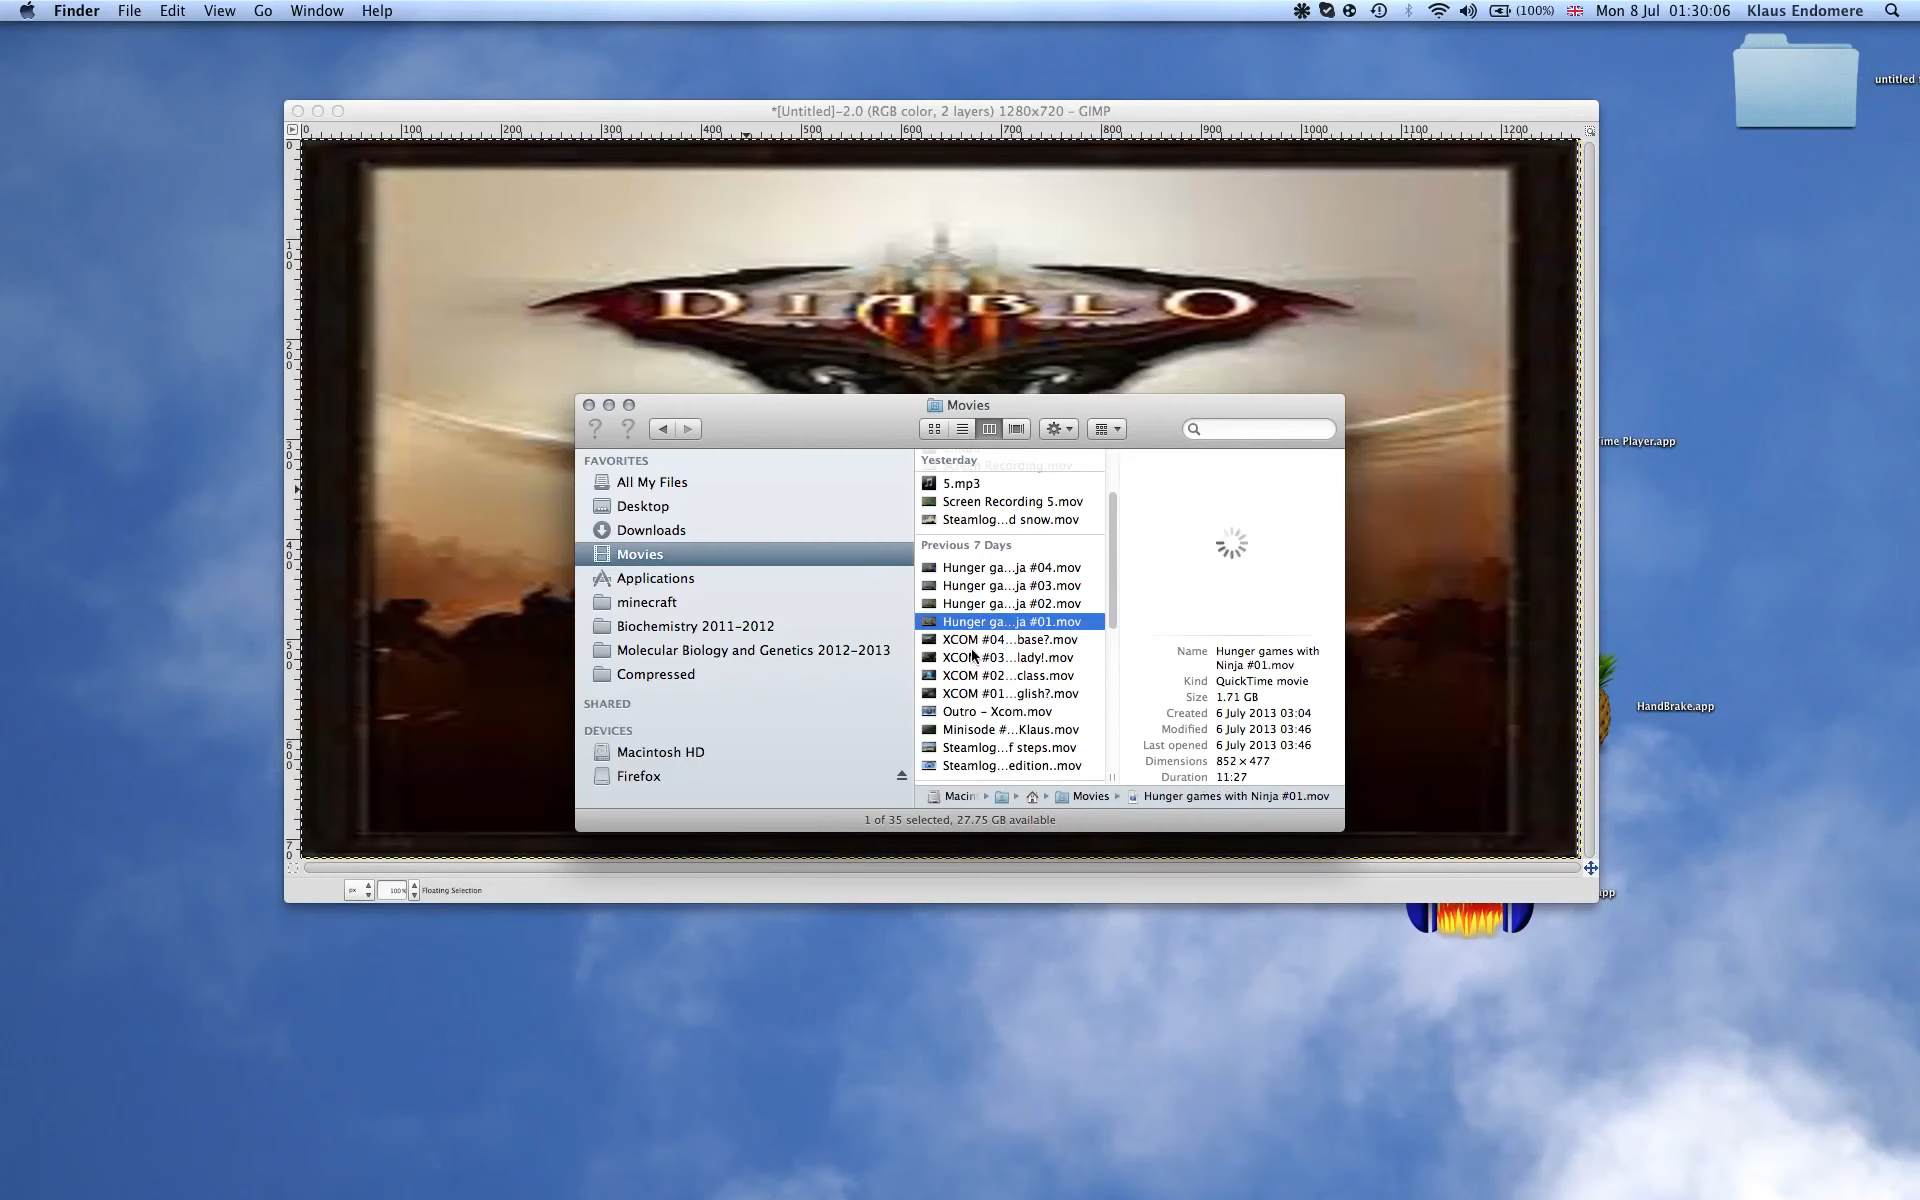 Finder File Edit View Go Window Help (100%) Mon 8 Jul 01:30:06 Klaus Endomere
untitled
*[Untitled]-2.0 (RGB color, 2 layers) 1280x720 – GIMP
0 100 200 300 400 500 600 700 800 900 1000 1100 1200
DIABLO
Movies
FAVORITES
All My Files
Desktop
Downloads
Movies
Applications
minecraft
Biochemistry 2011-2012
Molecular Biology and Genetics 2012-2013
Compressed
SHARED
DEVICES
Macintosh HD
Firefox
Yesterday
5.mp3
Screen Recording 5.mov
Steamlog...d snow.mov
Previous 7 Days
Hunger ga...ja #04.mov
Hunger ga...ja #03.mov
Hunger ga...ja #02.mov
Hunger ga...ja #01.mov
XCOM #04...base?.mov
XCOM #03...lady!.mov
XCOM #02...class.mov
XCOM #01...glish?.mov
Outro - Xcom.mov
Minisode #...Klaus.mov
Steamlog...f steps.mov
Steamlog...edition..mov
Name Hunger games with
Ninja #01.mov
Kind QuickTime movie
Size 1.71 GB
Created 6 July 2013 03:04
Modified 6 July 2013 03:46
Last opened 6 July 2013 03:46
Dimensions 852 × 477
Duration 11:27
Macin Movies Hunger games with Ninja #01.mov
1 of 35 selected, 27.75 GB available
ime Player.app
HandBrake.app
app
px 100% Floating Selection